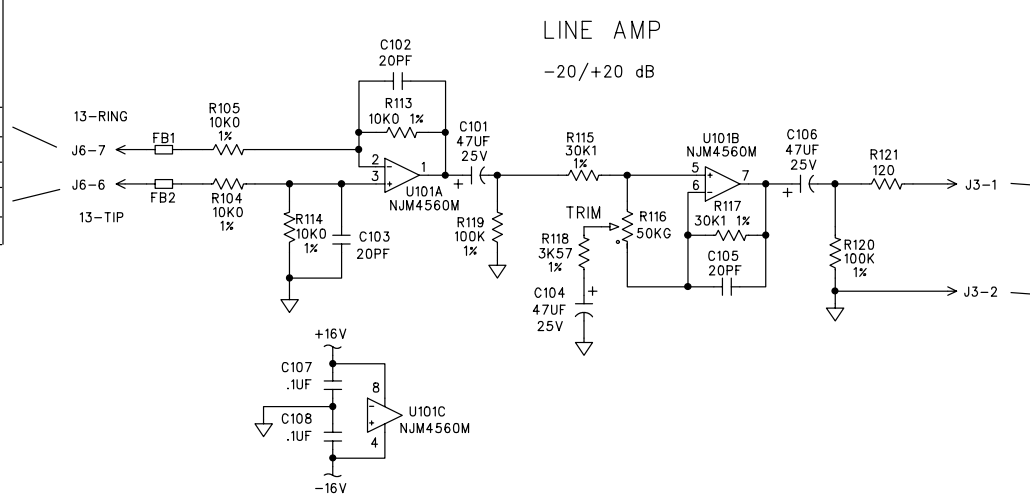 LINE AMP
-20/+20 dB
C102
20PF
R113
10K0 1%
13-RING
J6-7
FB1
R105
10K0
1%
J6-6
FB2
13-TIP
R104
10K0
1%
2
-
3
+
1
U101A
NJM4560M
R114
10K0
1%
C103
20PF
C101
47UF
25V
+
R119
100K
1%
R115
30K1
1%
TRIM
R116
50KG
R118
3K57
1%
C104
47UF
25V
+
U101B
NJM4560M
5
+
6
-
7
R117
30K1 1%
C105
20PF
C106
47UF
25V
+
R121
120
J3-1
R120
100K
1%
J3-2
+16V
C107
.1UF
8
-
+
U101C
NJM4560M
C108
.1UF
4
-16V